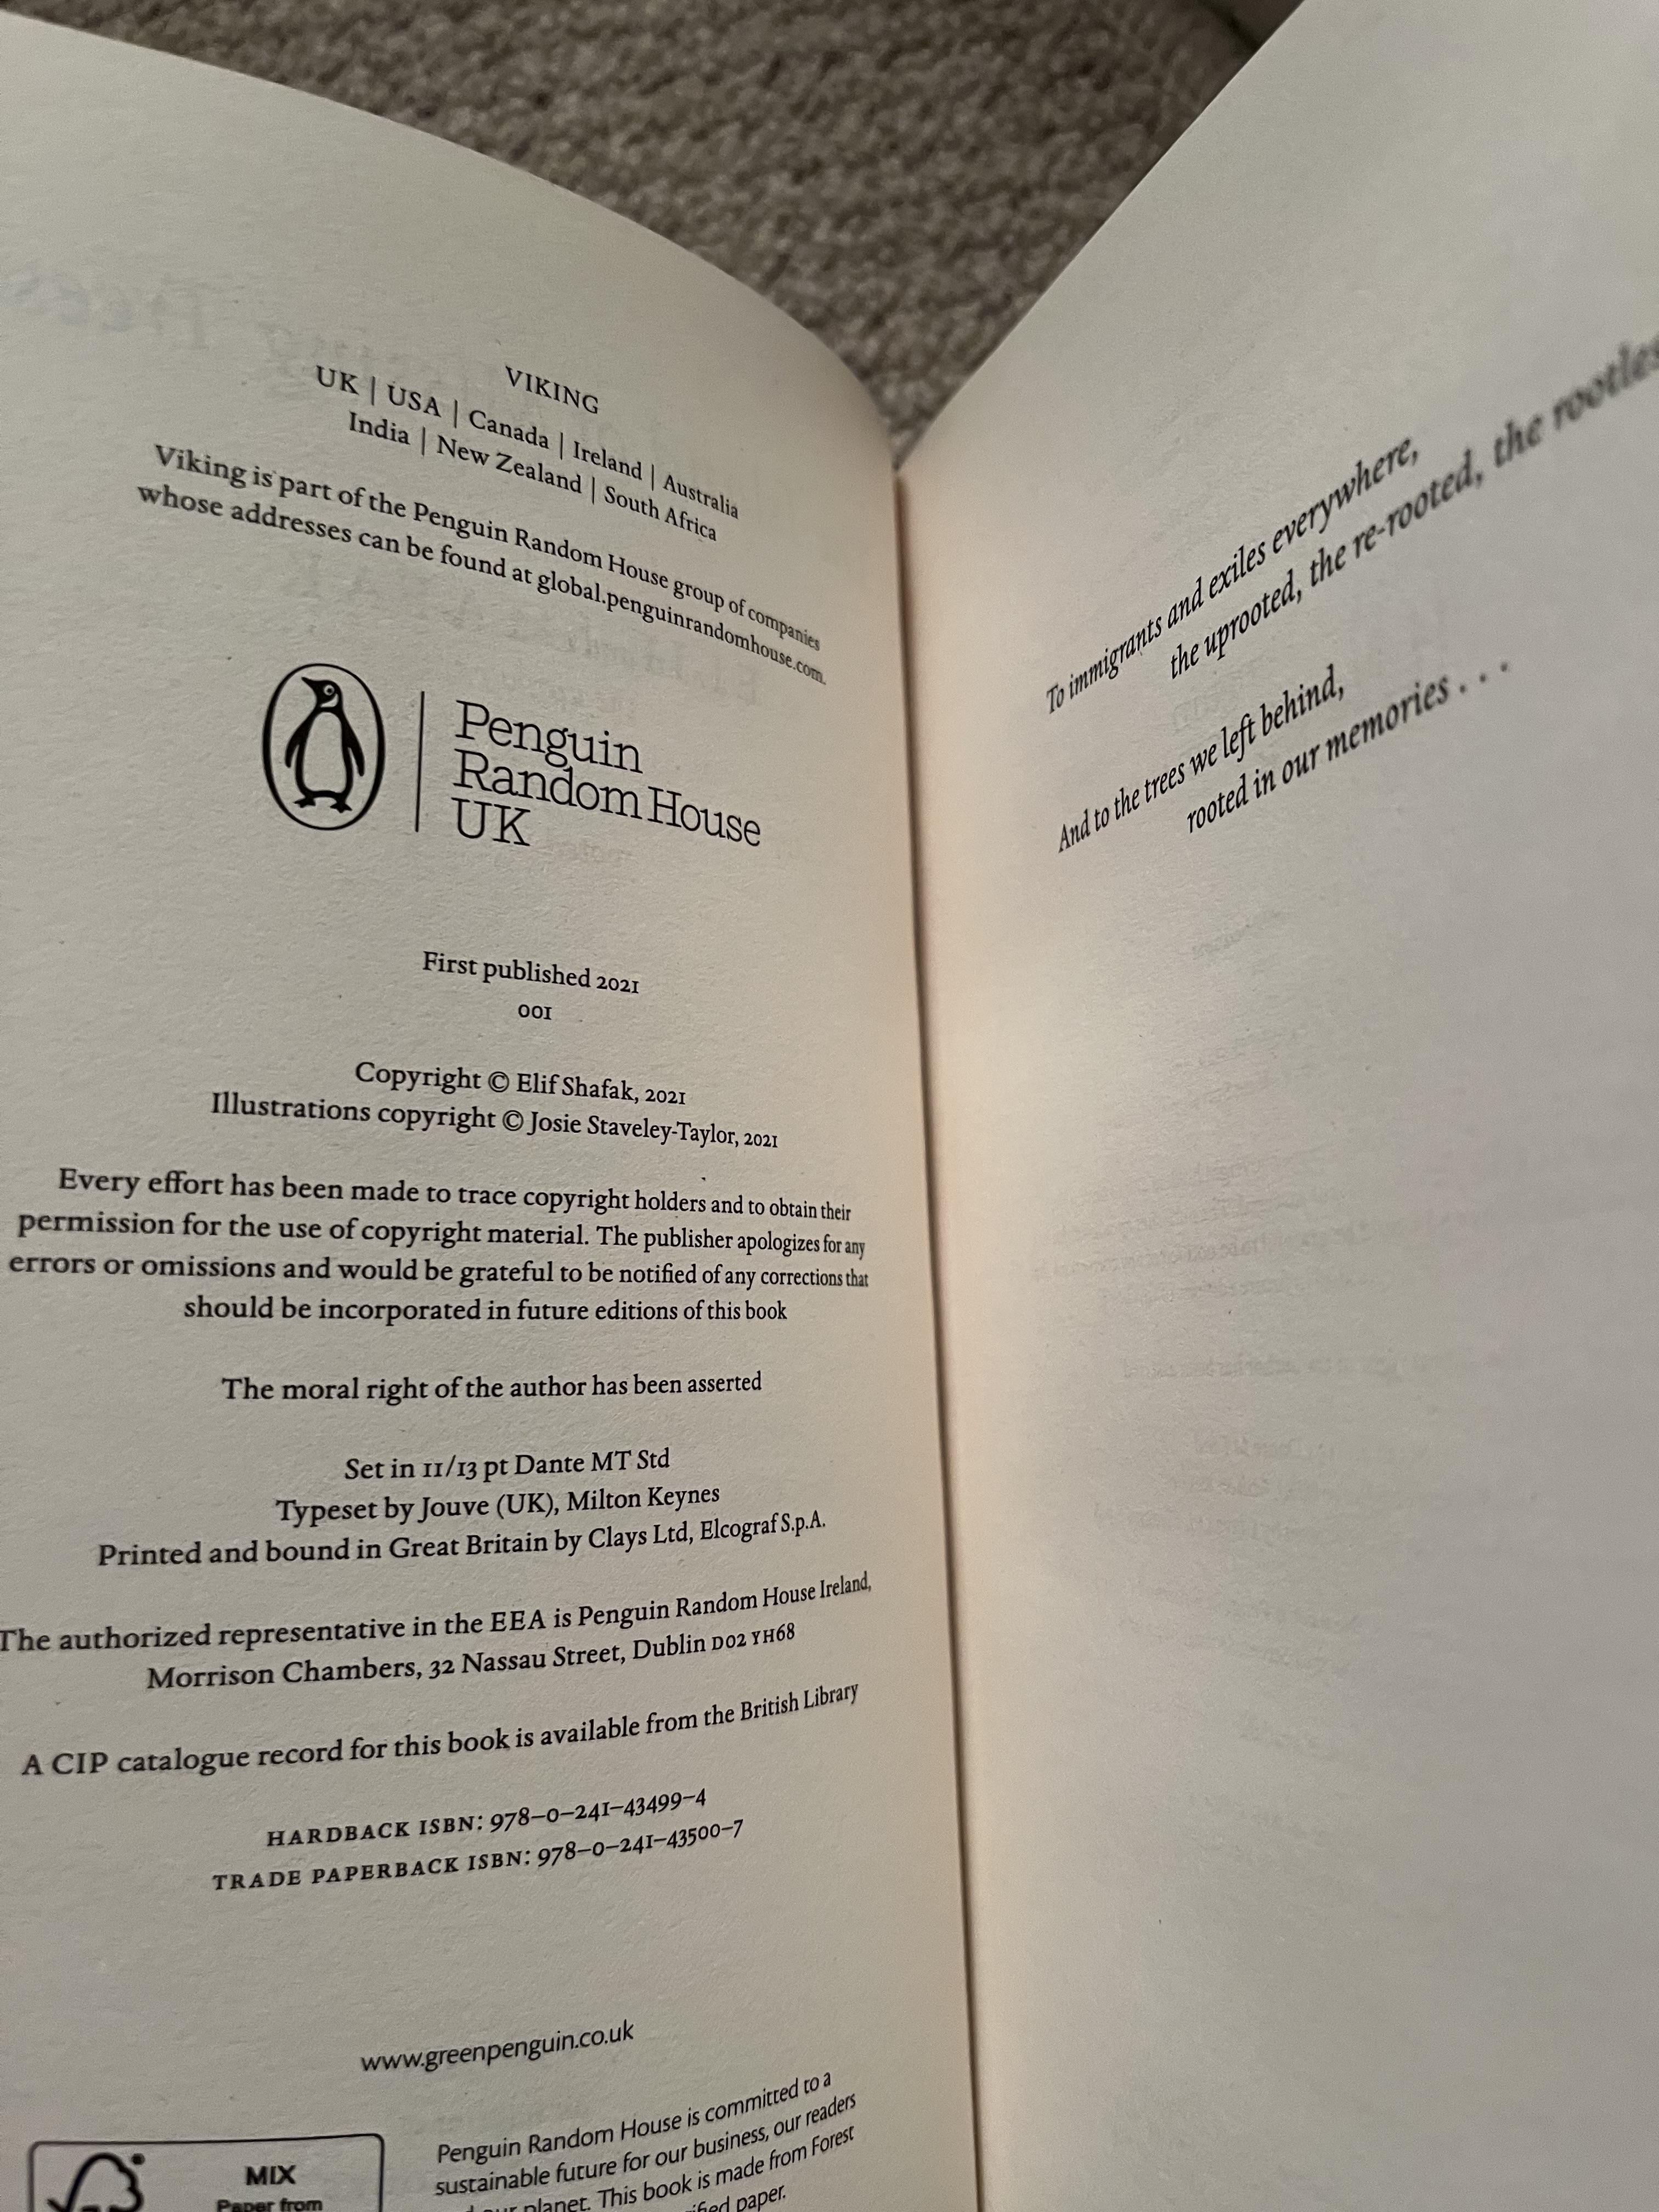 VIKING
UK | USA | Canada | Ireland | Australia
India | New Zealand | South Africa
Viking is part of the Penguin Random House group of companies
whose addresses can be found at global.penguinrandomhouse.com.
Penguin
Random House
UK
First published 2021
001
Copyright © Elif Shafak, 2021
Illustrations copyright © Josie Staveley-Taylor, 2021
Every effort has been made to trace copyright holders and to obtain their
permission for the use of copyright material. The publisher apologizes for any
errors or omissions and would be grateful to be notified of any corrections that
should be incorporated in future editions of this book
The moral right of the author has been asserted
Set in 11/13 pt Dante MT Std
Typeset by Jouve (UK), Milton Keynes
Printed and bound in Great Britain by Clays Ltd, Elcograf S.p.A.
The authorized representative in the EEA is Penguin Random House Ireland,
Morrison Chambers, 32 Nassau Street, Dublin D02 YH68
A CIP catalogue record for this book is available from the British Library
HARDBACK ISBN: 978–0–241–43499–4
TRADE PAPERBACK ISBN: 978–0–241–43500–7
www.greenpenguin.co.uk
MIX
Paper from
Penguin Random House is committed to a
sustainable future for our business, our readers
planet. This book is made from Forest
paper.
To immigrants and exiles everywhere,
the uprooted, the re-rooted, the
And to the trees we left behind,
rooted in our memories . . .